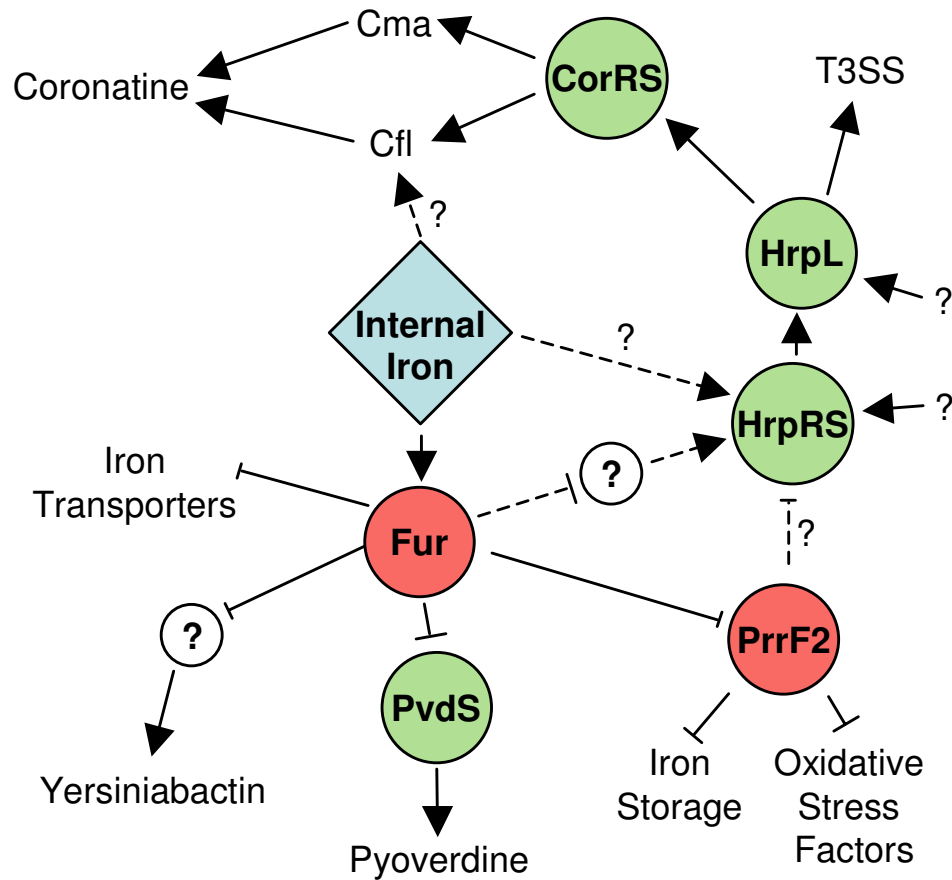 Cma
CorRS
T3SS
Coronatine
Cfl
?
HrpL
?
Internal
Iron
?
HrpRS
?
Iron
Transporters
?
Fur
?
?
PrrF2
PvdS
Iron
Storage
Oxidative
Stress
Factors
Yersiniabactin
Pyoverdine